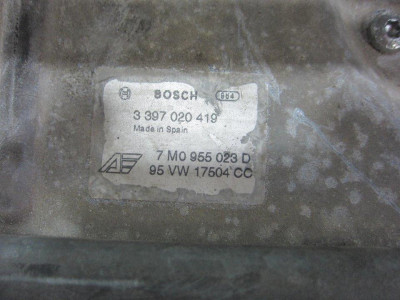 BOSCH
3 397 020 419
Made in Spain
7 M0 955 023 D
95 VW 17504 CC